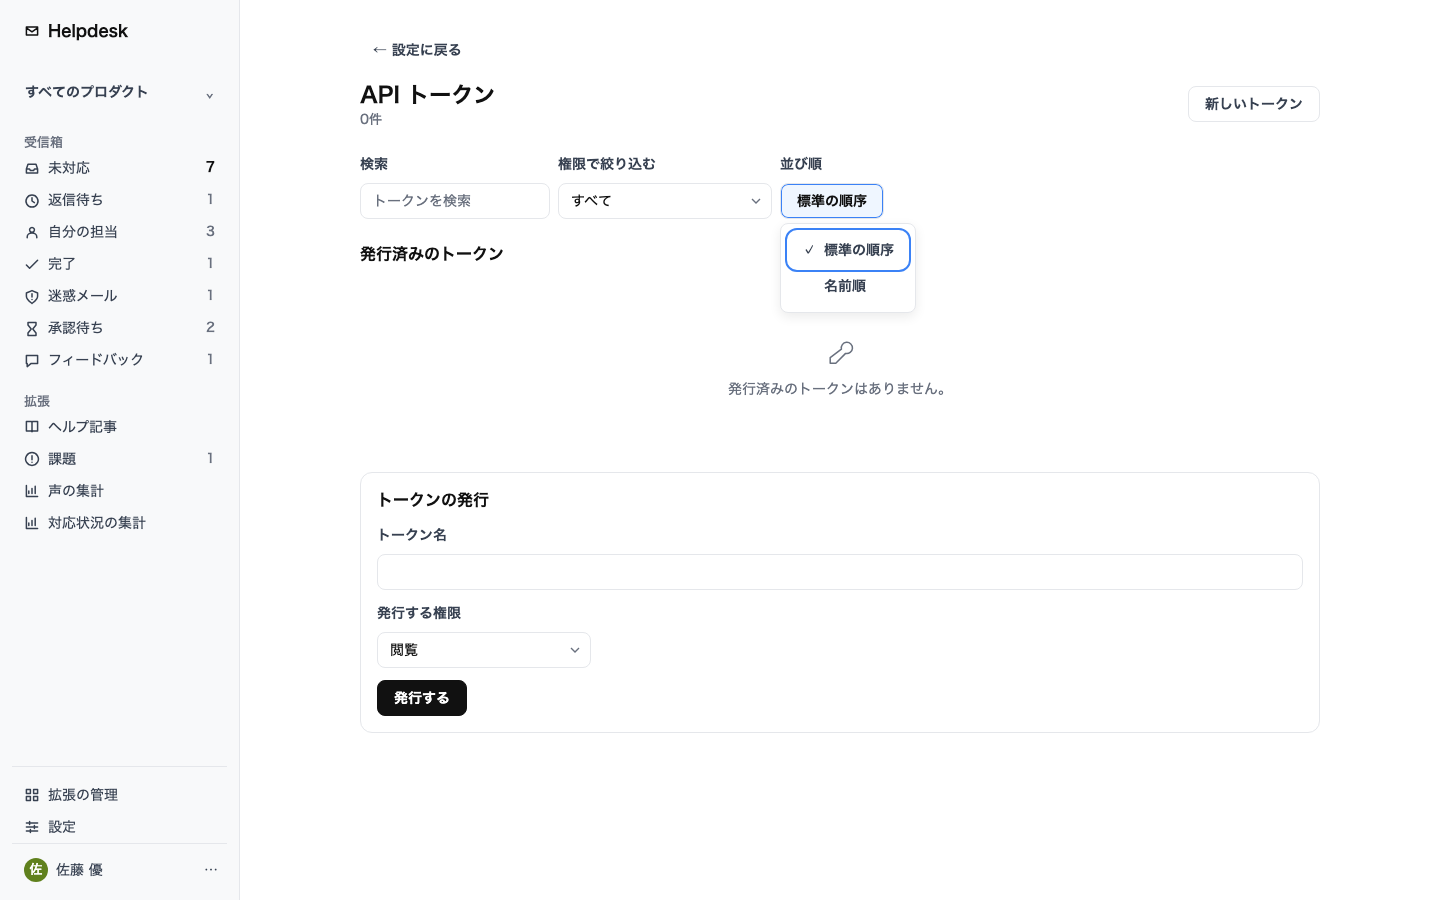 Helpdesk
すべてのプロダクト
受信箱
未対応 7
返信待ち 1
自分の担当 3
完了 1
迷惑メール 1
承認待ち 2
フィードバック 1
拡張
ヘルプ記事
課題 1
声の集計
対応状況の集計
拡張の管理
設定
佐 佐藤 優 …
← 設定に戻る
API トークン
0件
新しいトークン
検索 権限で絞り込む 並び順
トークンを検索 すべて 標準の順序
✓ 標準の順序
名前順
発行済みのトークン
発行済みのトークンはありません。
トークンの発行
トークン名
発行する権限
閲覧
発行する